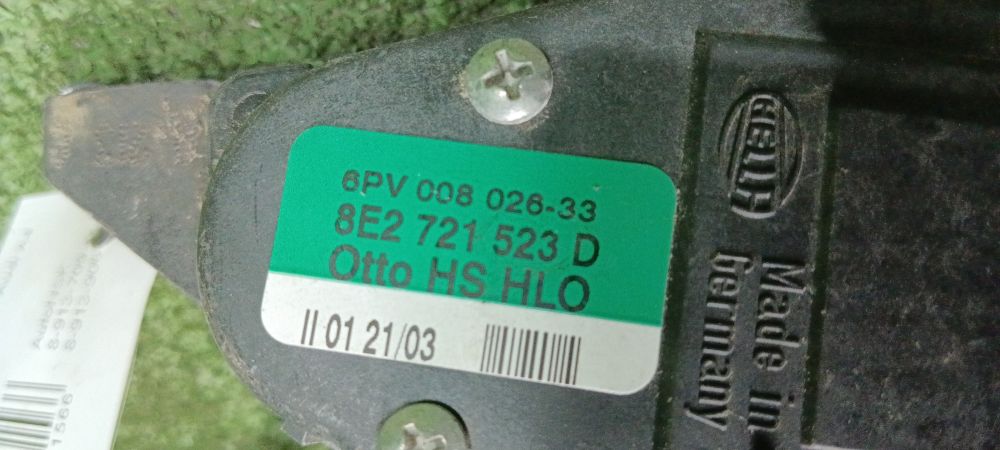 6PV 008 026-33
8E2 721 523 D
Otto HS HLO
II 01 21/03
HELLA
Made in
Germany